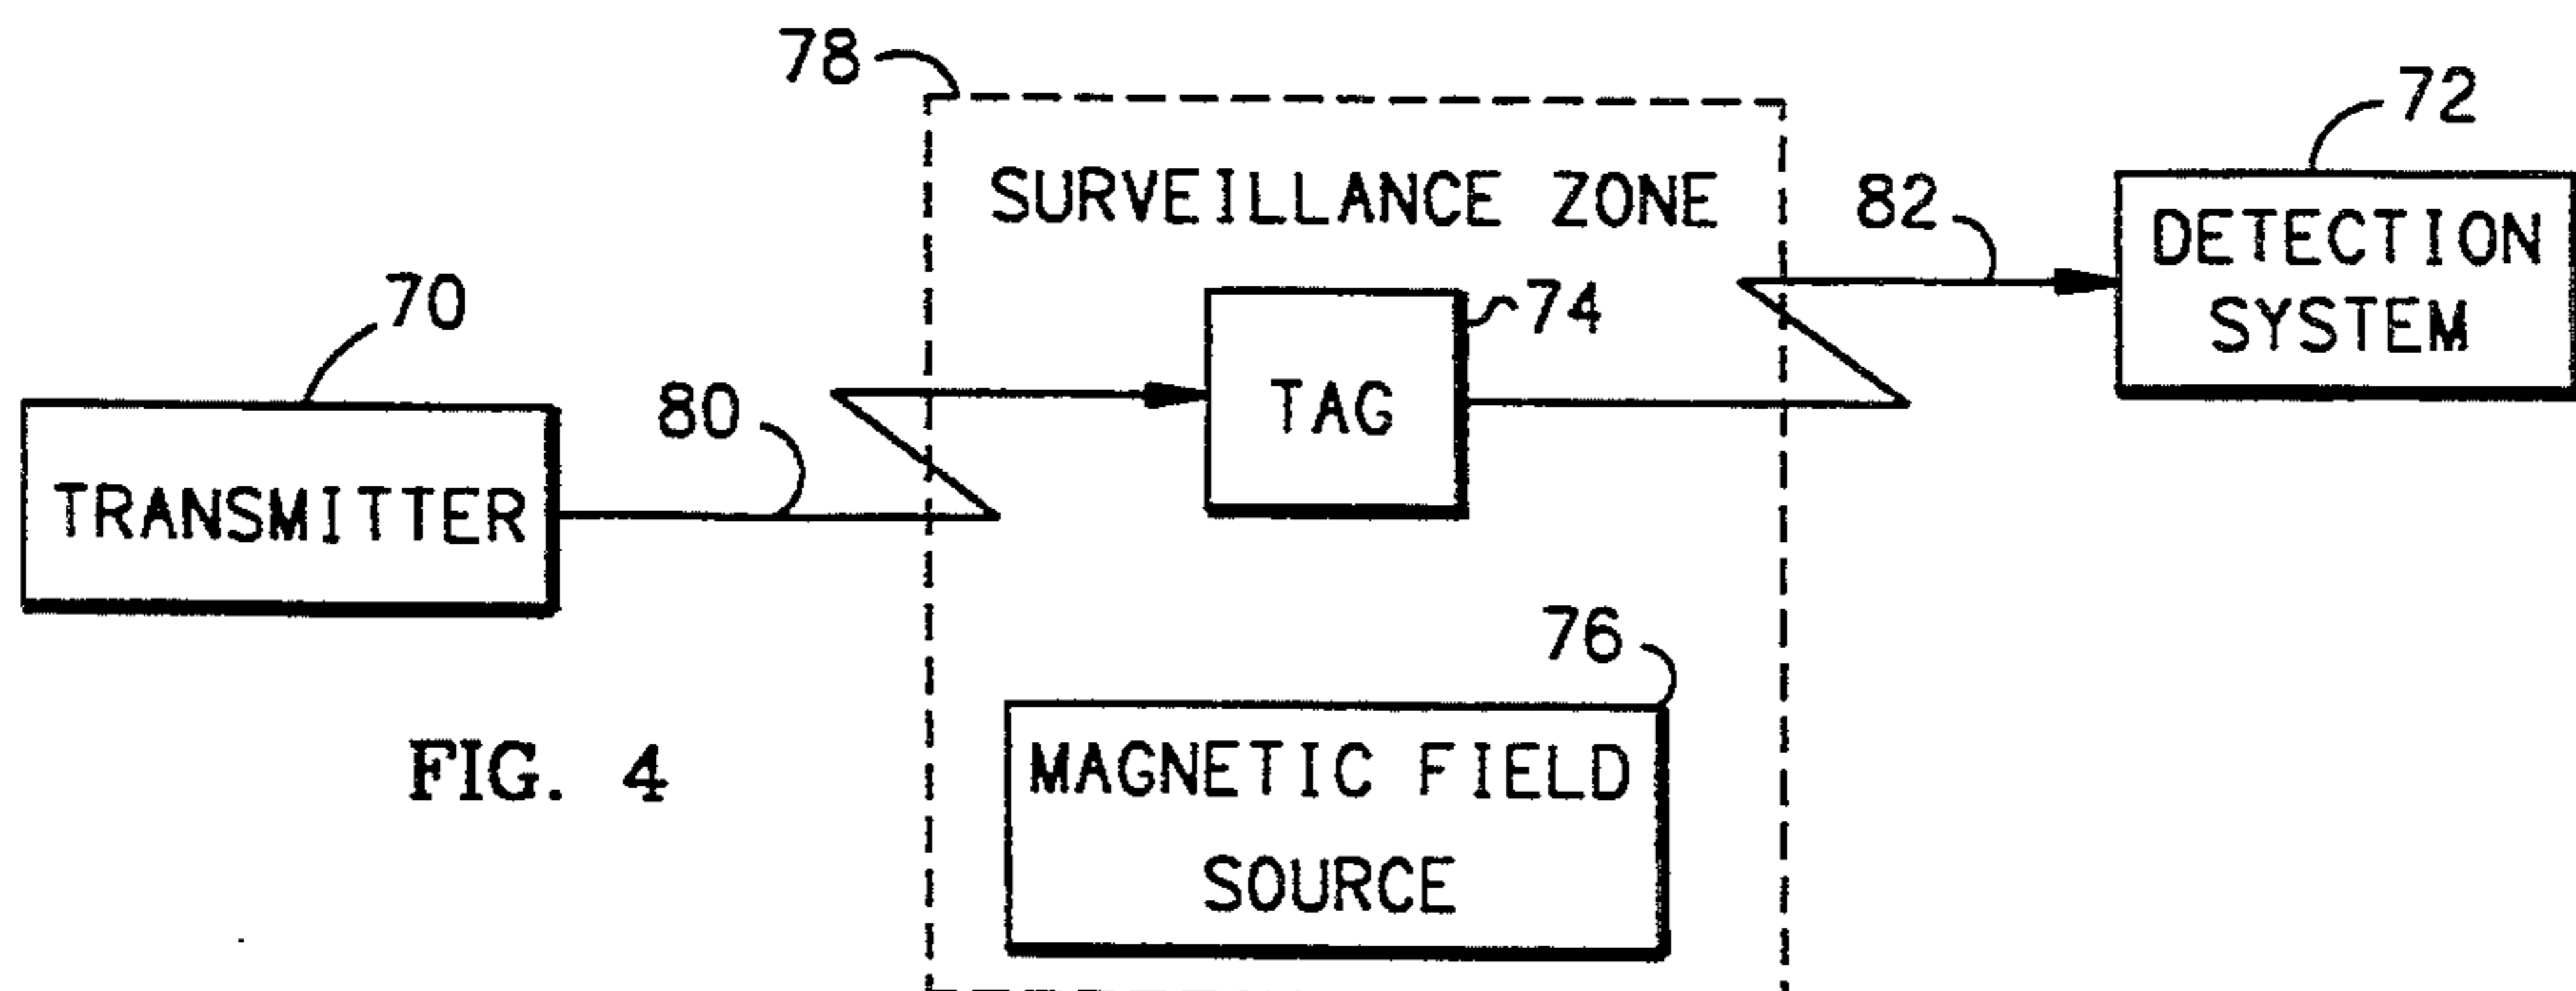 78
72
SURVEILLANCE ZONE
82
DETECTION
SYSTEM
70
74
80
TAG
TRANSMITTER
76
FIG. 4
MAGNETIC FIELD
SOURCE